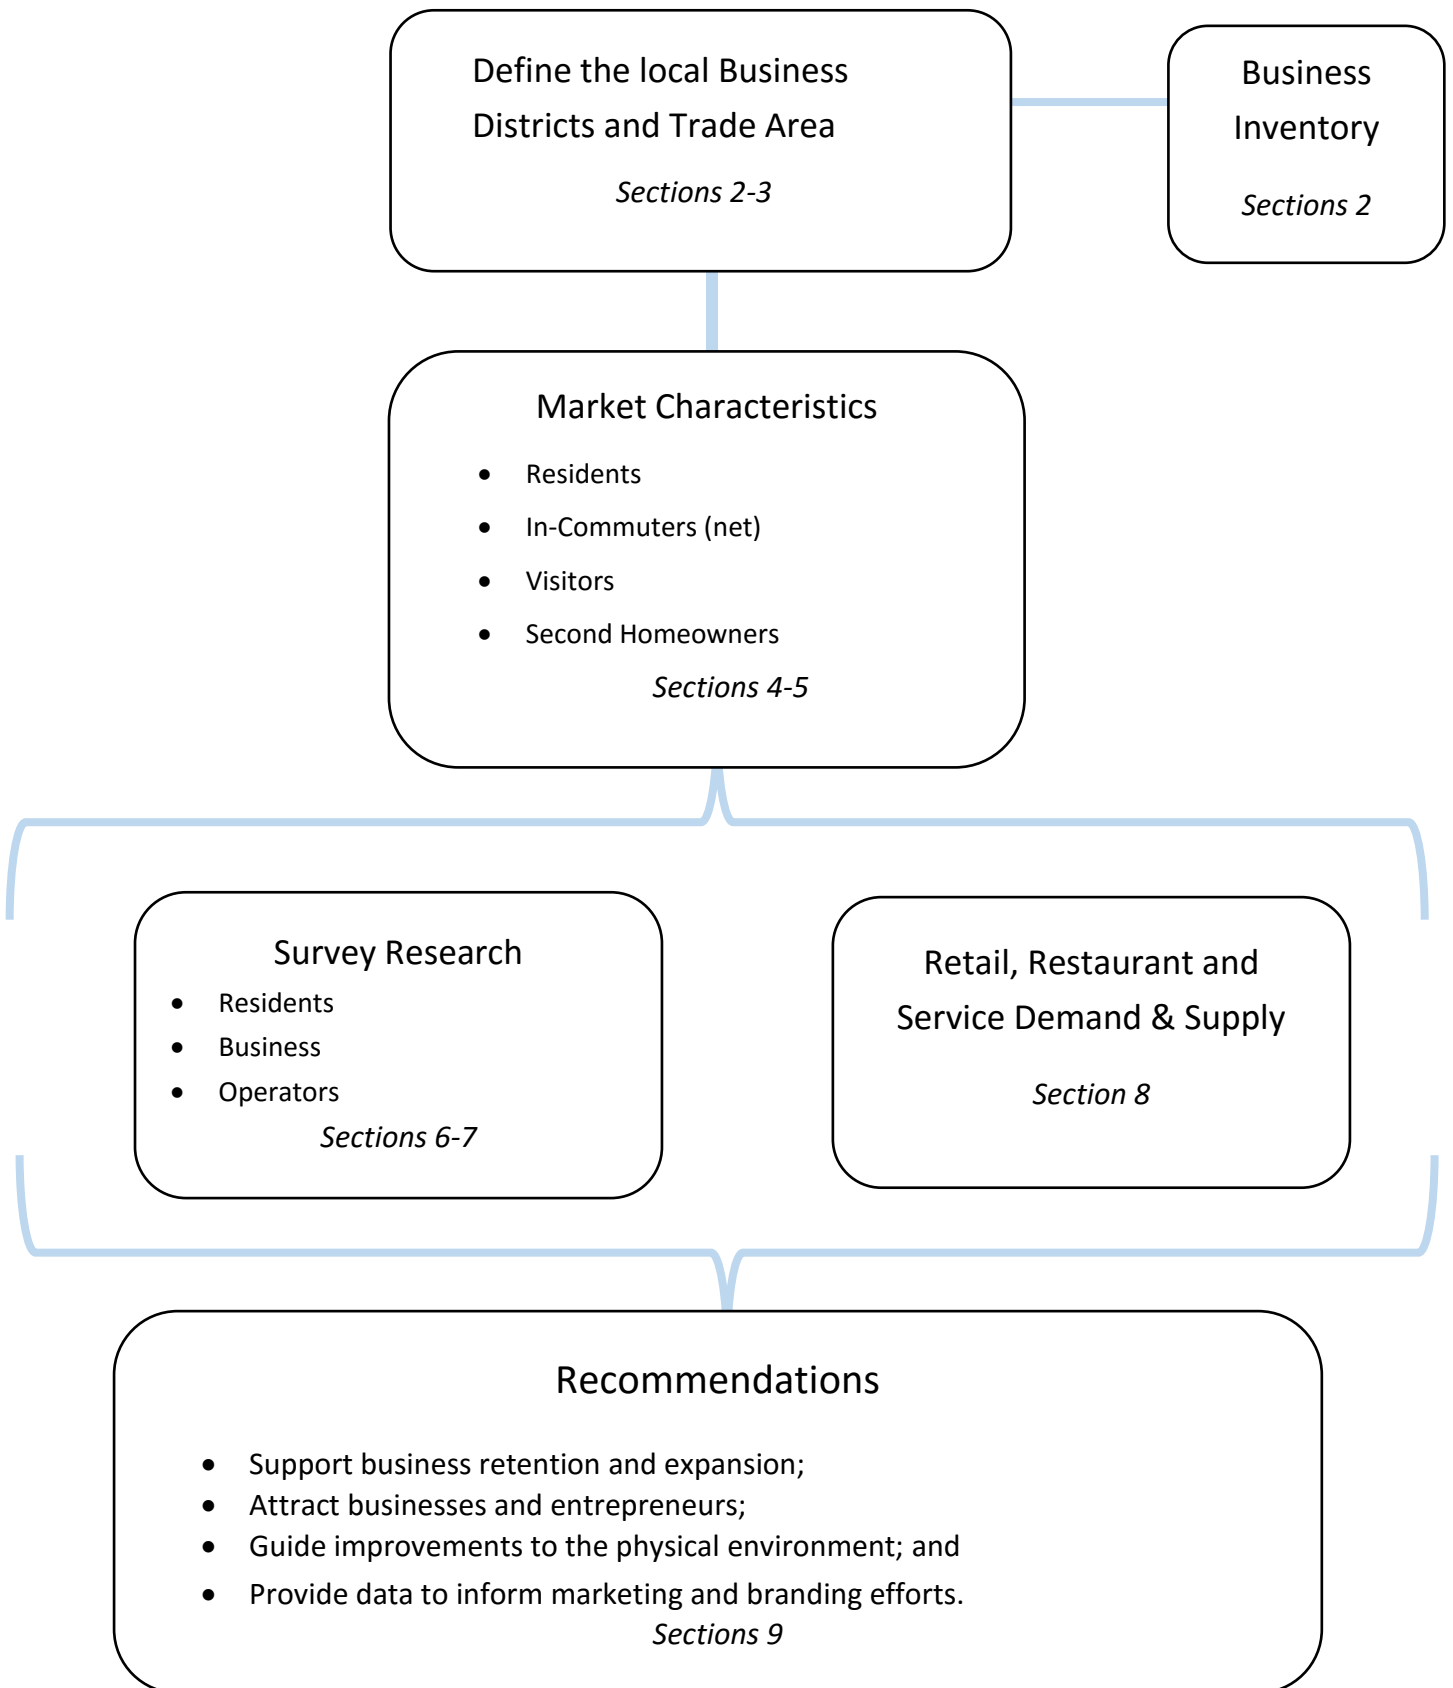 Define the local Business
Districts and Trade Area
Sections 2-3
Business
Inventory
Sections 2
Market Characteristics
• Residents
• In-Commuters (net)
• Visitors
• Second Homeowners
Sections 4-5
Survey Research
• Residents
• Business
• Operators
Sections 6-7
Retail, Restaurant and
Service Demand & Supply
Section 8
Recommendations
• Support business retention and expansion;
• Attract businesses and entrepreneurs;
• Guide improvements to the physical environment; and
• Provide data to inform marketing and branding efforts.
Sections 9